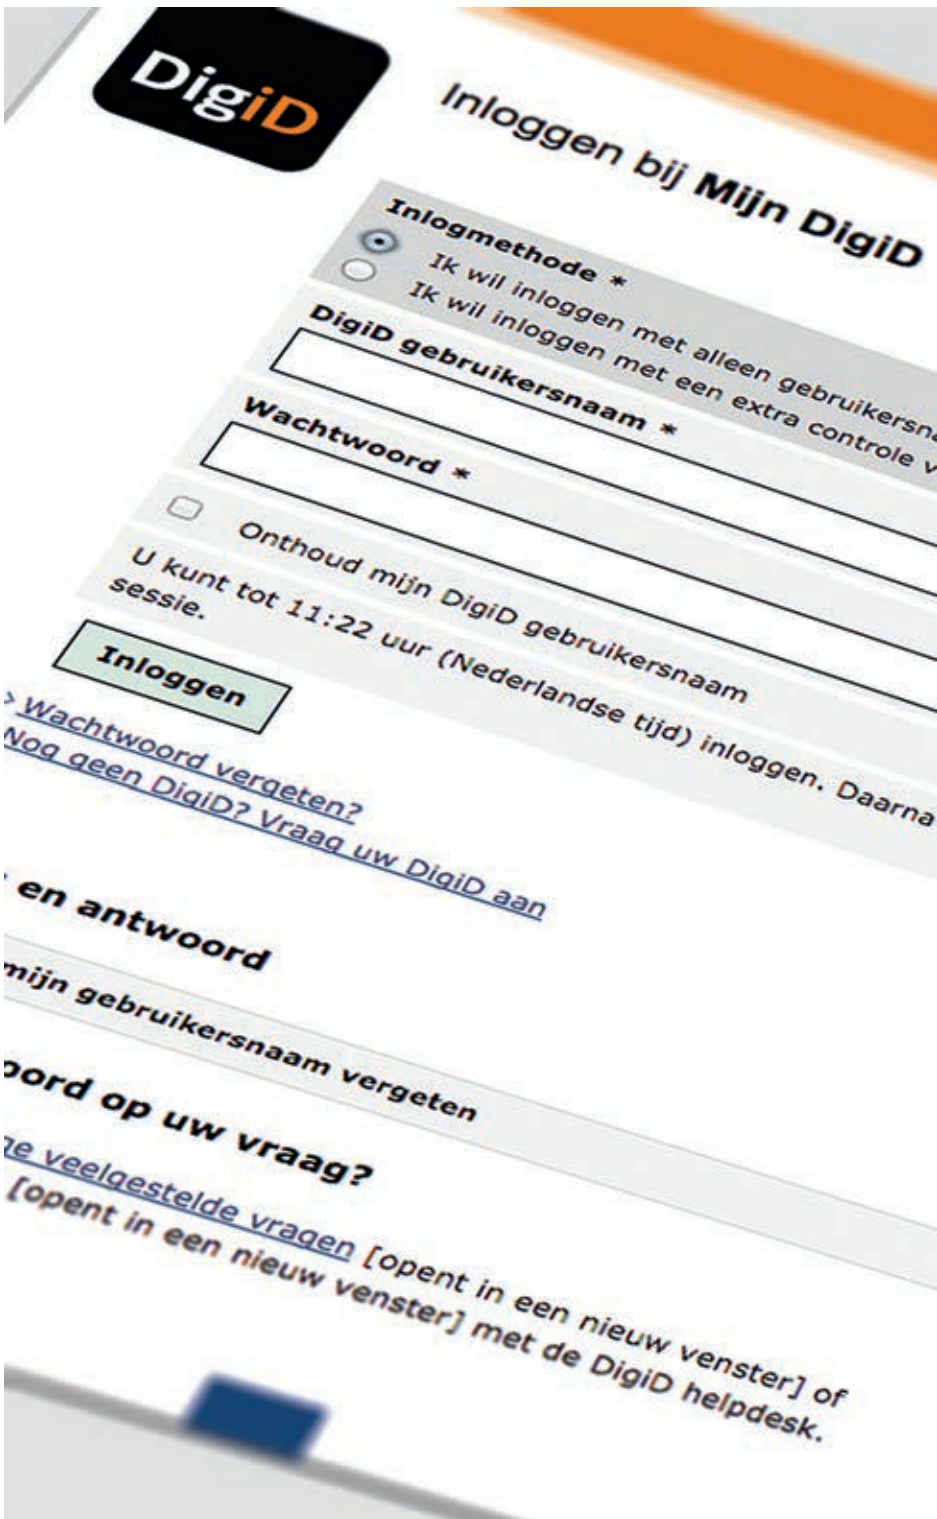 DigiD
Inloggen bij Mijn DigiD
Inlogmethode *
Ik wil inloggen met alleen
Ik wil inloggen met een extra controle
DigiD gebruikersnaam *
Wachtwoord *
Onthoud mijn DigiD gebruikersnaam
U kunt tot 11:22 uur (Nederlandse tijd) inloggen. Daarna
sessie.
Inloggen
> Wachtwoord vergeten?
Nog geen DigiD? Vraag uw DigiD aan
en antwoord
mijn gebruikersnaam vergeten
op uw vraag?
veelgestelde vragen [opent in een nieuw venster] of
[opent in een nieuw venster] met de DigiD helpdesk.